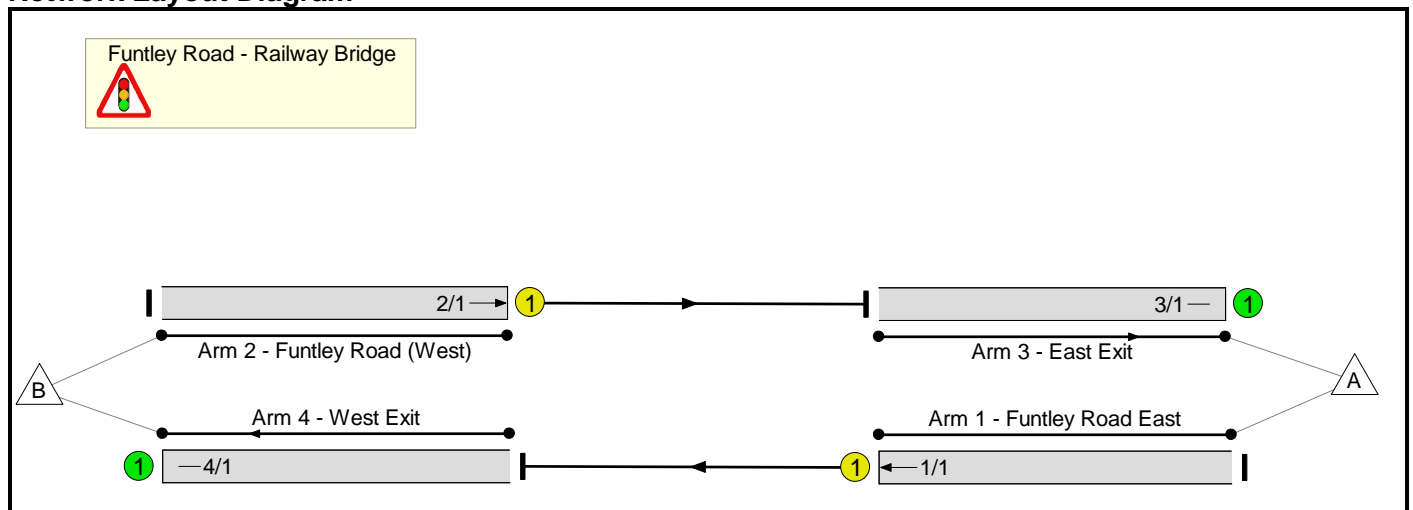 Network Layout Diagram
Funtley Road - Railway Bridge
2/1
1
3/1
1
Arm 2 - Funtley Road (West)
Arm 3 - East Exit
B
A
Arm 4 - West Exit
Arm 1 - Funtley Road East
1
4/1
1
1/1